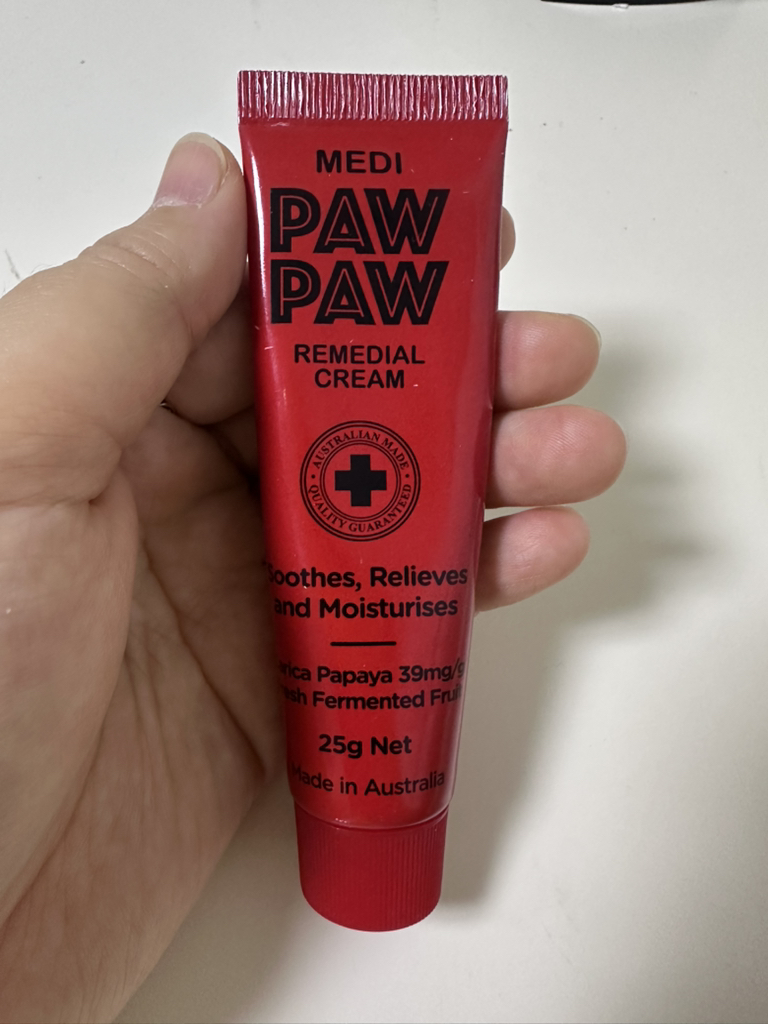 MEDI
PAW
PAW
REMEDIAL
CREAM
AUSTRALIAN MADE
QUALITY GUARANTEED
Soothes, Relieves
and Moisturises
Papaya 39mg/g
Fermented Fruit
25g Net
Made in Australia